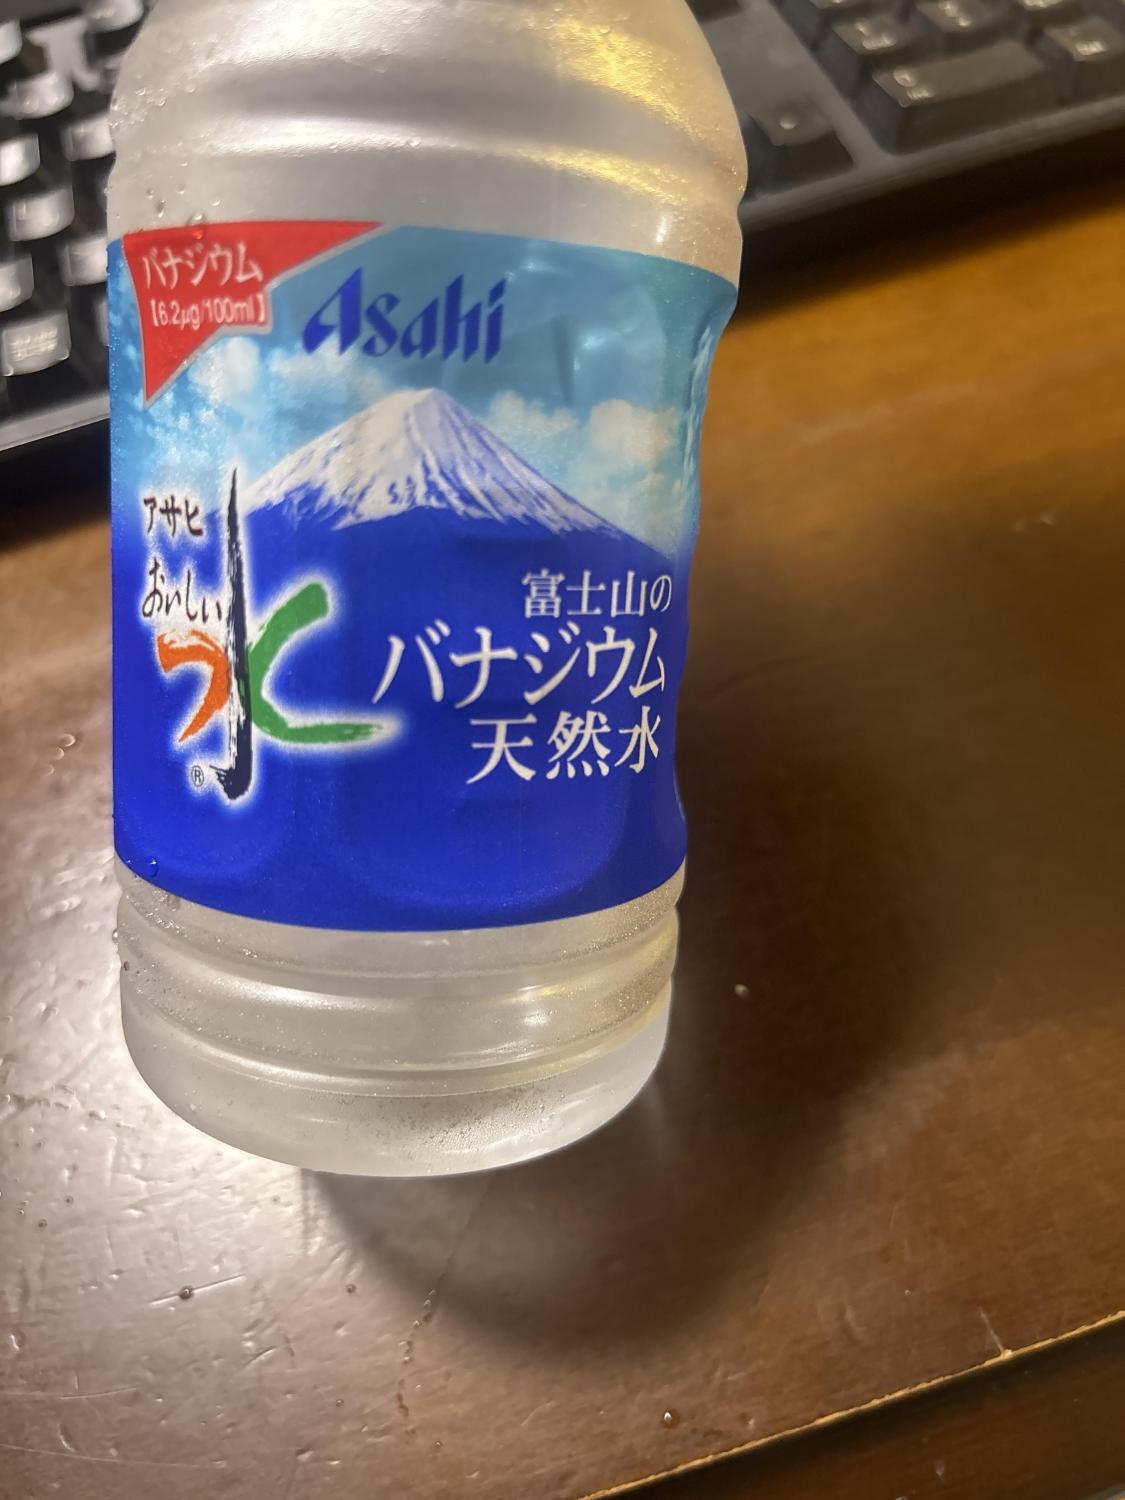 バナジウム
【6.2μg/100ml】
Asahi
アサヒ
おいしい
水
®
富士山の
バナジウム
天然水